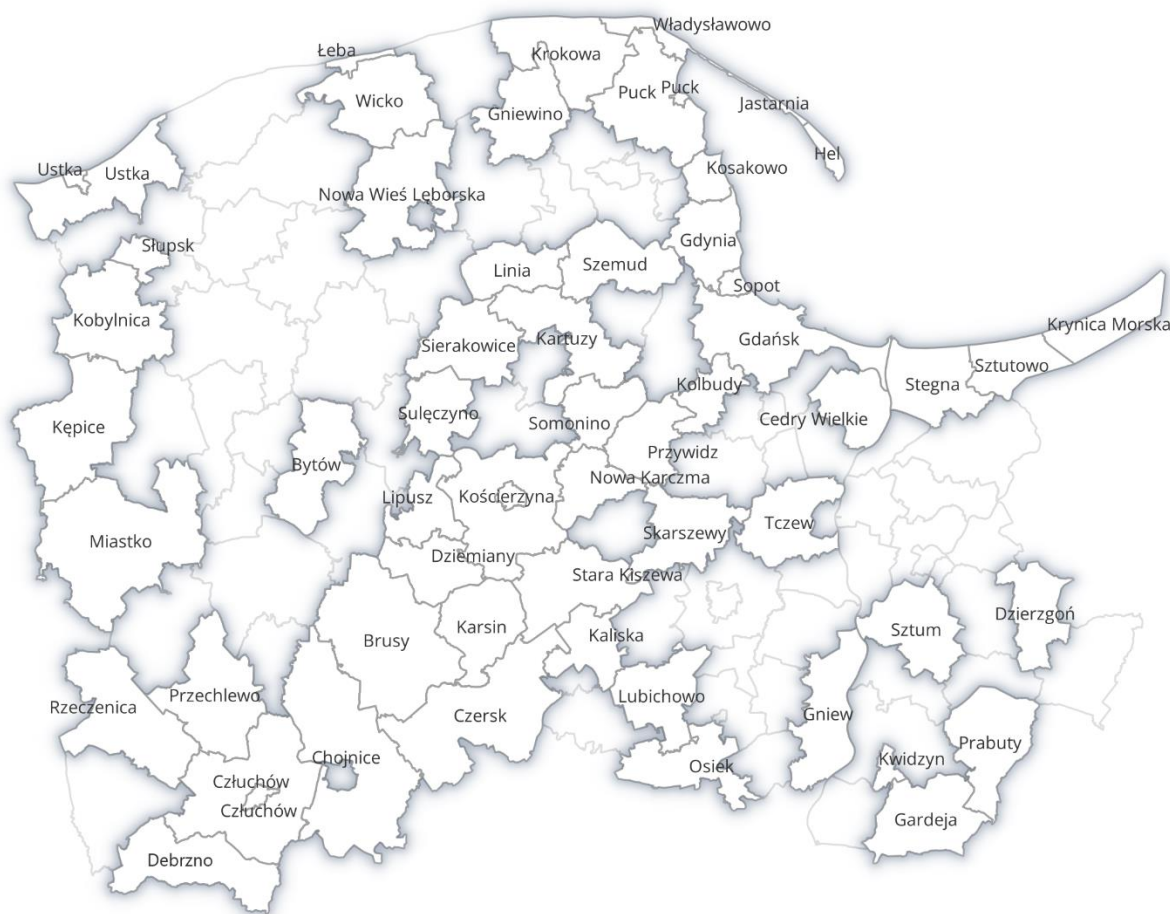 Władysławowo
Łeba
Krokowa
Puck
Puck
Wicko
Jastarnia
Gniewino
Hel
Kosakowo
Ustka
Ustka
Nowa Wieś Lęborska
Gdynia
Słupsk
Linia
Szemud
Sopot
Kobylnica
Krynica Morska
Sierakowice
Kartuzy
Gdańsk
Sztutowo
Stegna
Kolbudy
Sulęczyno
Somonino
Cedry Wielkie
Kępice
Przywidz
Bytów
Nowa Karczma
Lipusz
Kościerzyna
Tczew
Skarszewy
Miastko
Dziemiany
Stara Kiszewa
Dzierzgoń
Karsin
Kaliska
Sztum
Brusy
Przechlewo
Lubichowo
Rzeczenica
Gniew
Czersk
Prabuty
Chojnice
Kwidzyn
Osiek
Człuchów
Człuchów
Gardeja
Debrzno